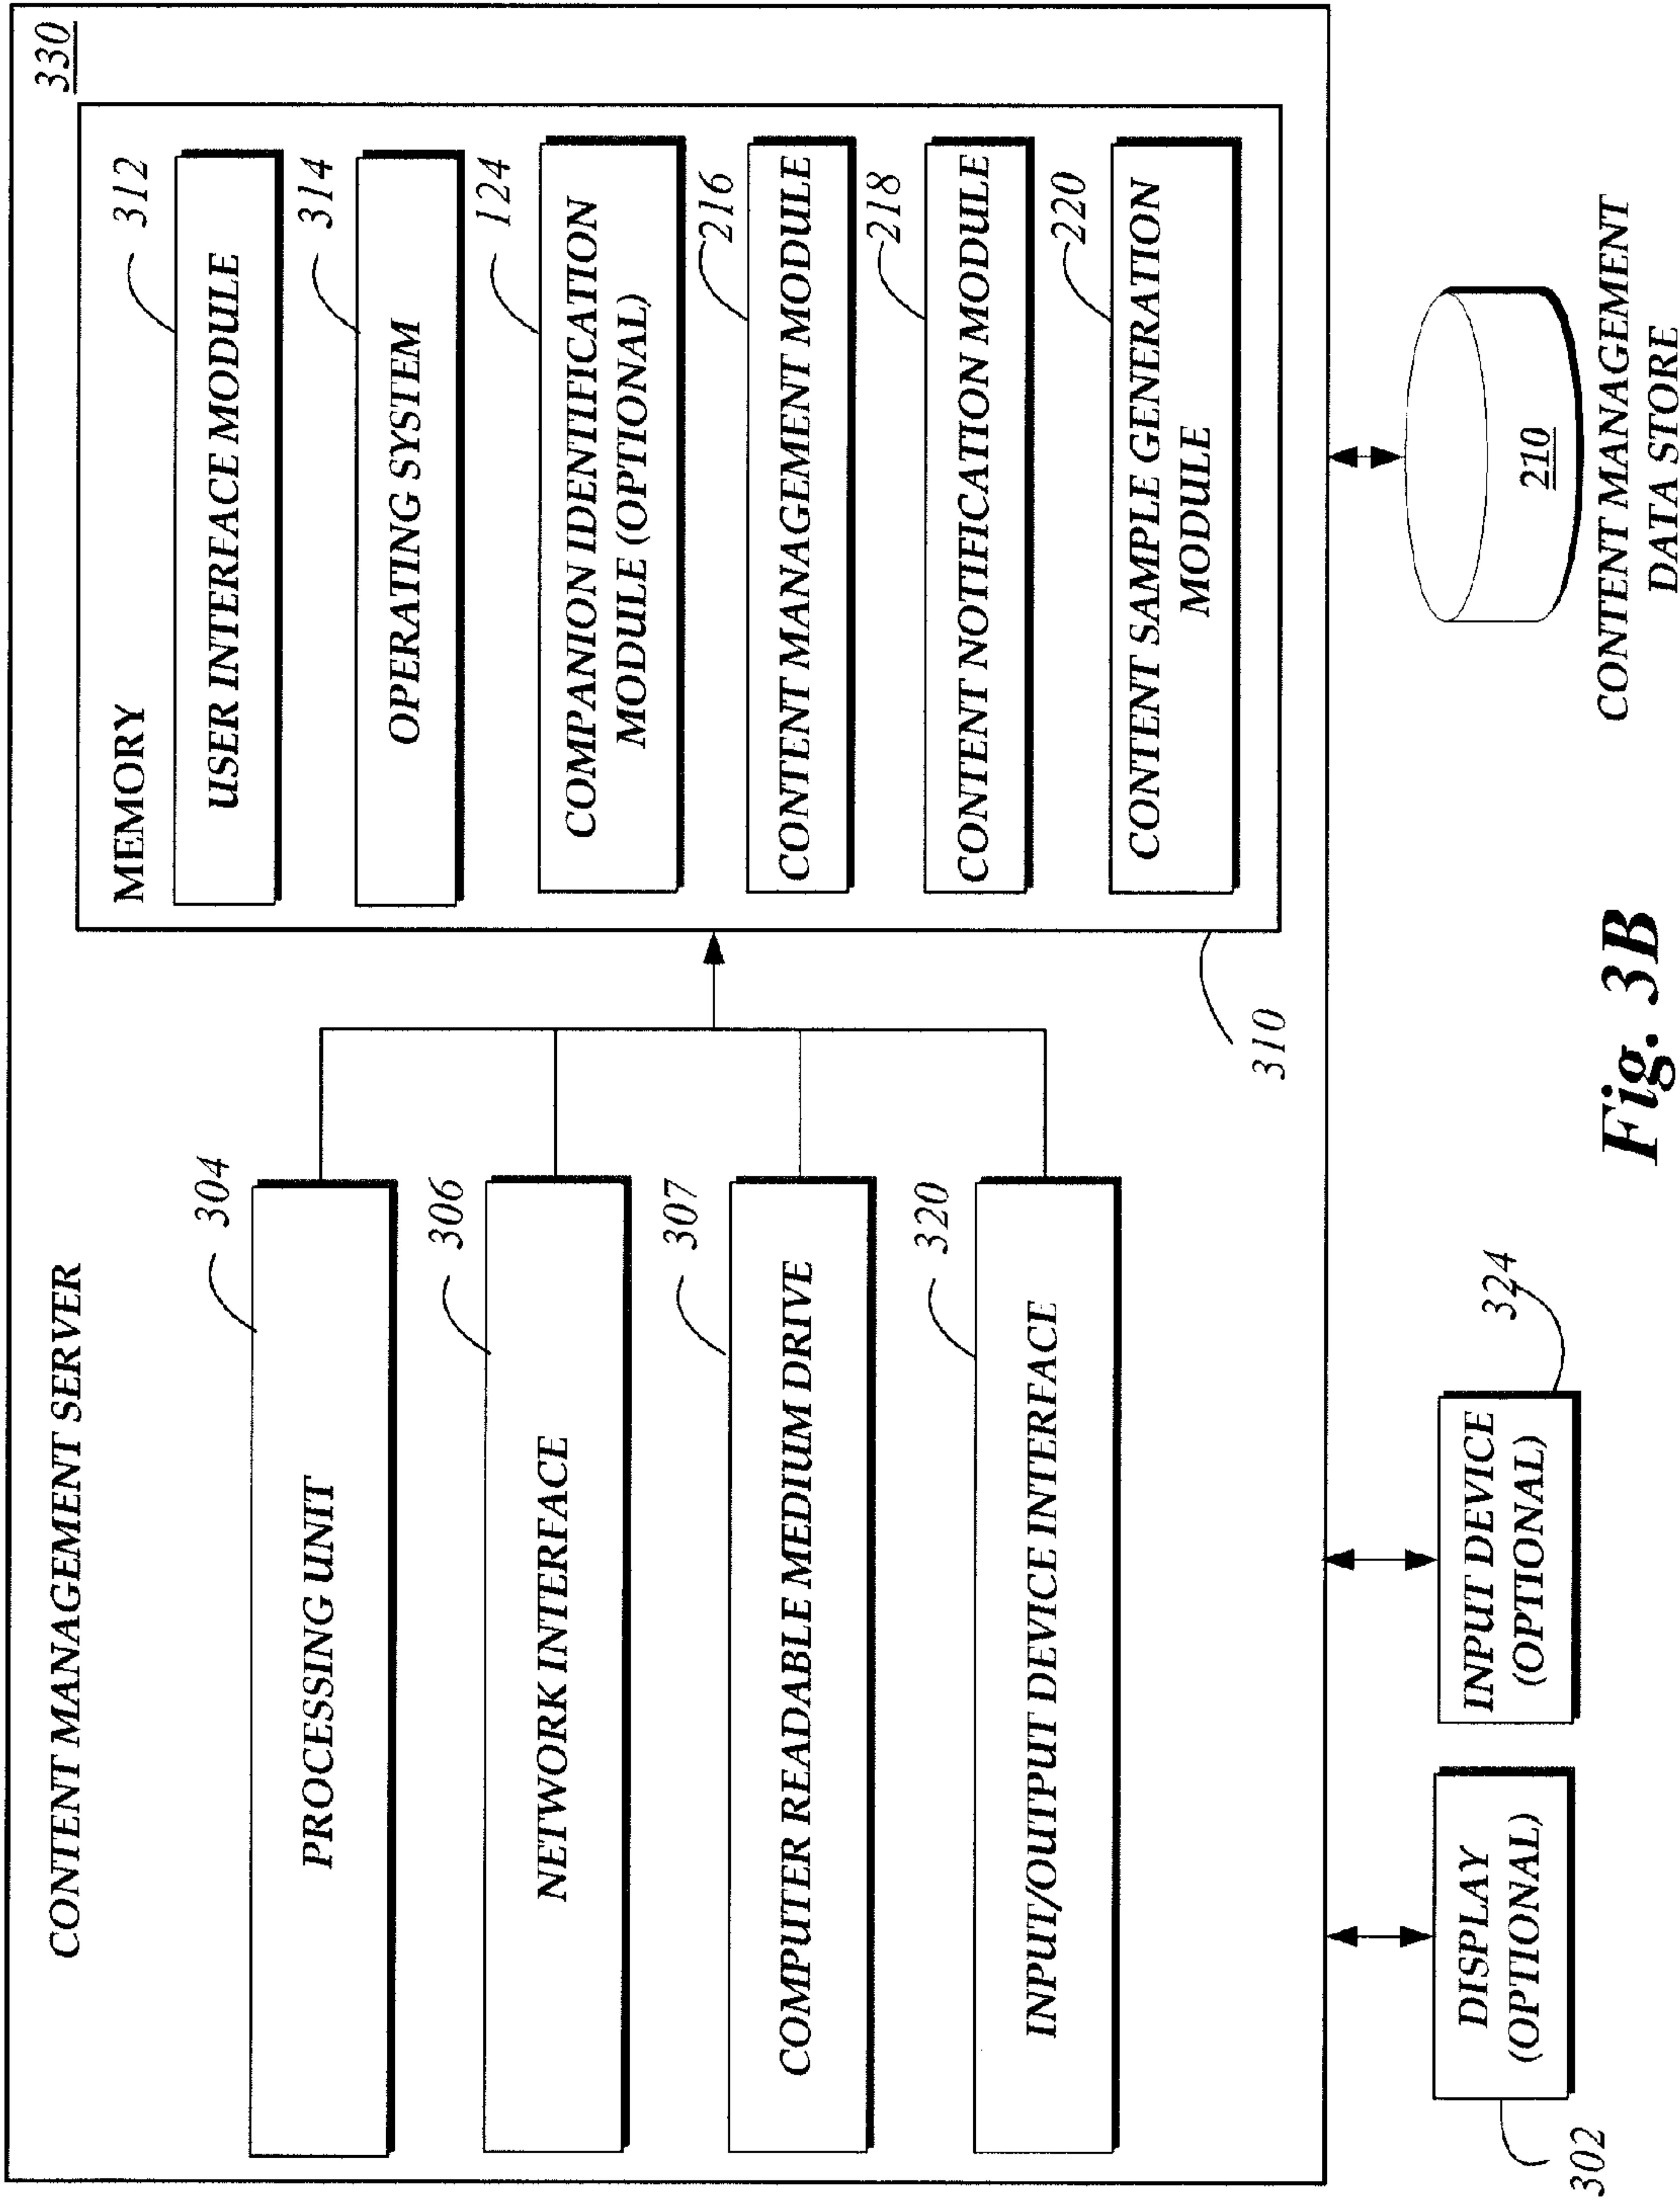 CONTENT MANAGEMENT SERVER
330
304
PROCESSING UNIT
306
NETWORK INTERFACE
307
COMPUTER READABLE MEDIUM DRIVE
320
INPUT/OUTPUT DEVICE INTERFACE
MEMORY
312
USER INTERFACE MODULE
314
OPERATING SYSTEM
124
COMPANION IDENTIFICATION
MODULE (OPTIONAL)
216
CONTENT MANAGEMENT MODULE
218
CONTENT NOTIFICATION MODULE
220
CONTENT SAMPLE GENERATION
MODULE
310
302
DISPLAY
(OPTIONAL)
324
INPUT DEVICE
(OPTIONAL)
210
CONTENT MANAGEMENT
DATA STORE
Fig. 3B